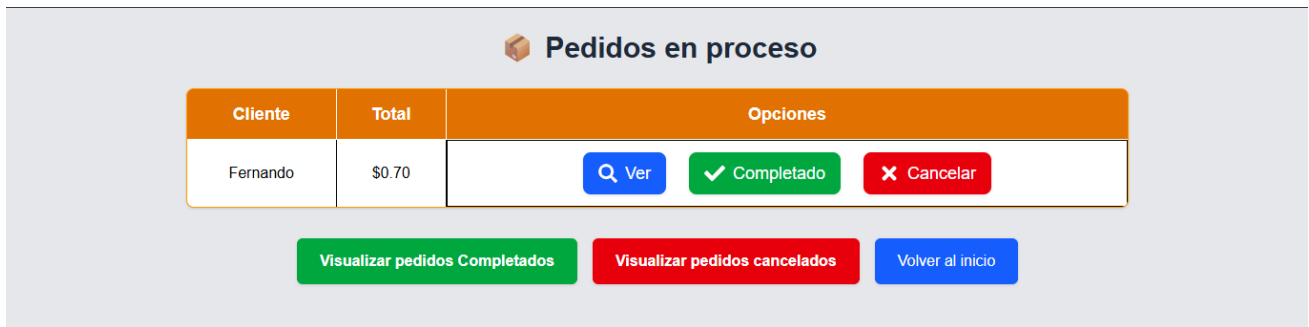 Pedidos en proceso
Cliente Total Opciones
Fernando $0.70 Ver Completado Cancelar
Visualizar pedidos Completados Visualizar pedidos cancelados Volver al inicio